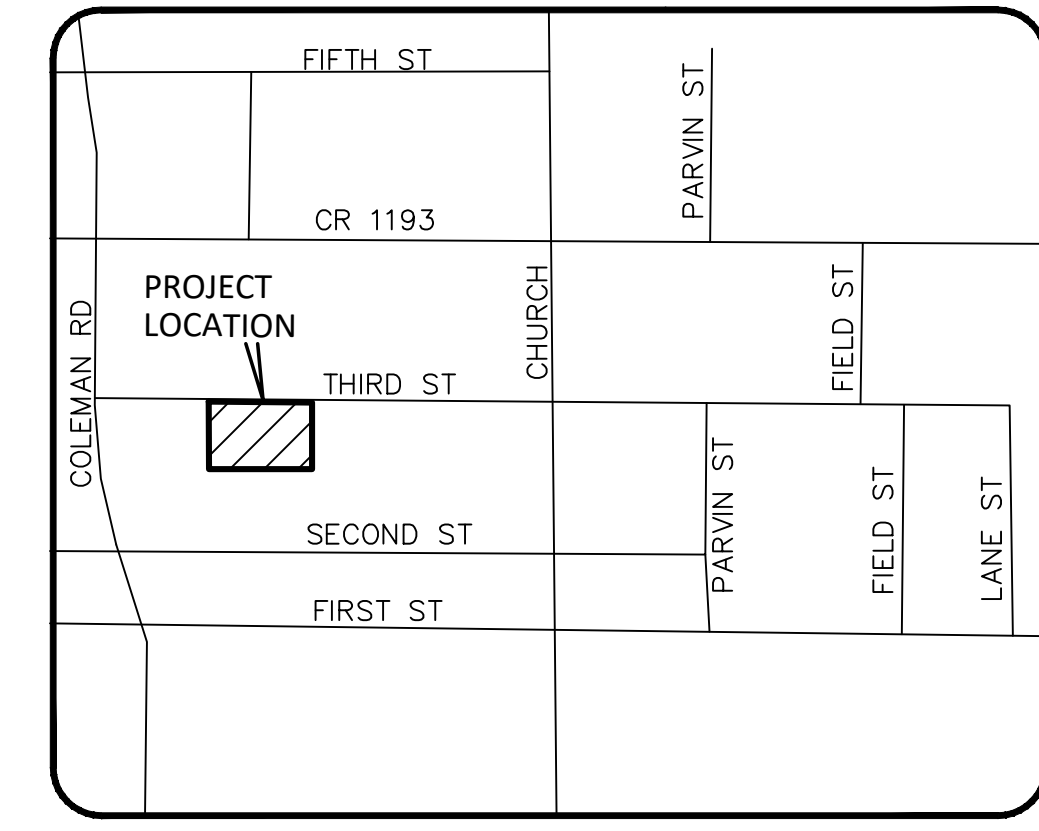 FIFTH ST
PARVIN ST
CR 1193
PROJECT
LOCATION
COLEMAN RD
CHURCH
FIELD ST
THIRD ST
PARVIN ST
FIELD ST
LANE ST
SECOND ST
FIRST ST